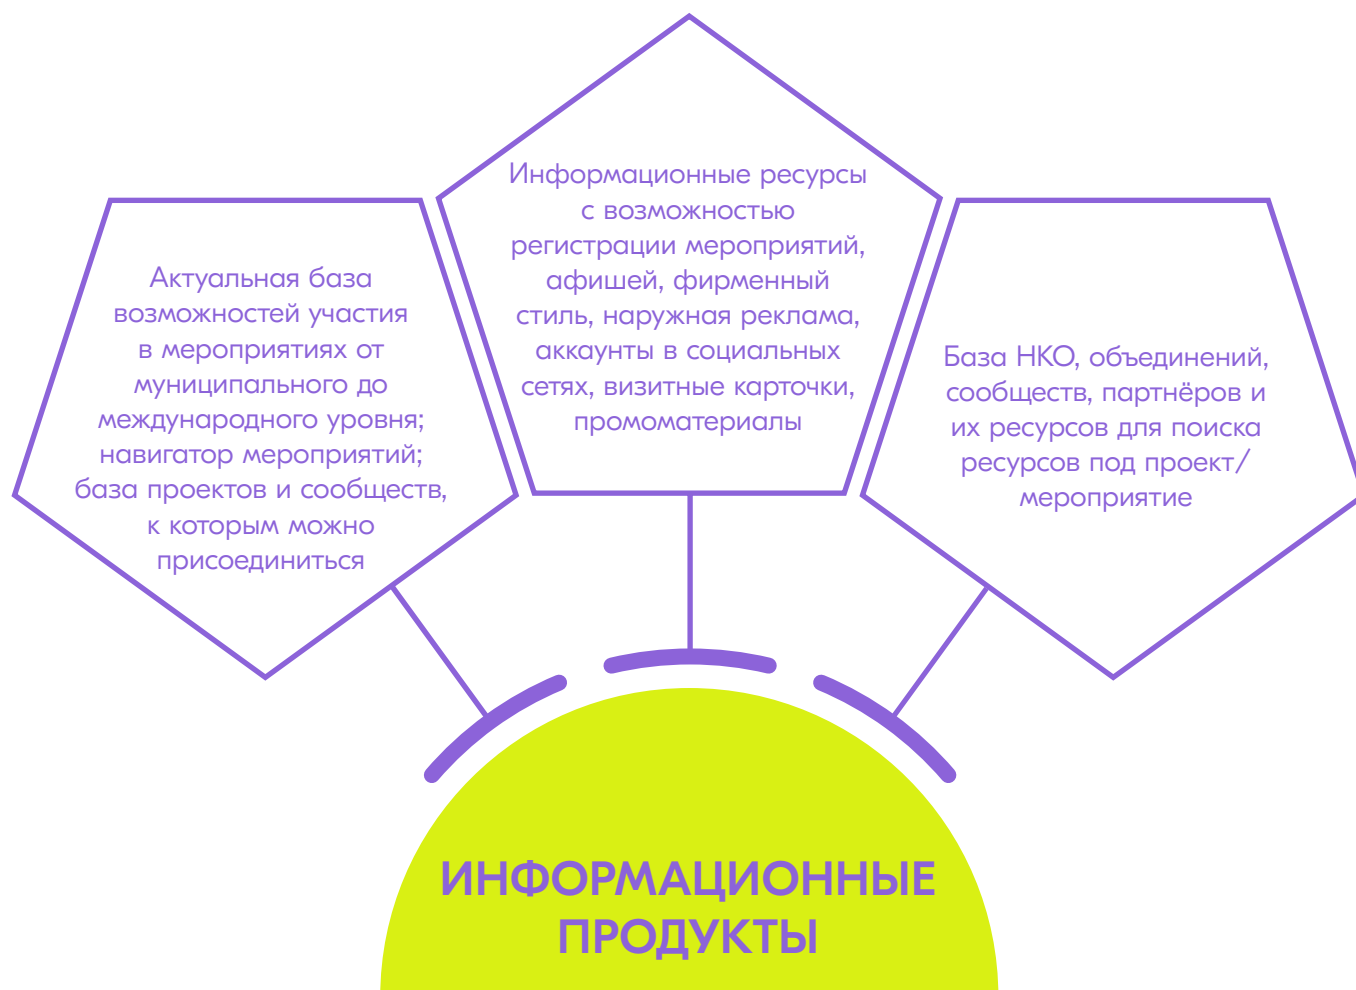 Актуальная база
возможностей участия
в мероприятиях от
муниципального до
международного уровня;
навигатор мероприятий;
база проектов и сообществ,
к которым можно
присоединиться
Информационные ресурсы
с возможностью
регистрации мероприятий,
афишей, фирменный
стиль, наружная реклама,
аккаунты в социальных
сетях, визитные карточки,
промоматериалы
База НКО, объединений,
сообществ, партнёров и
их ресурсов для поиска
ресурсов под проект/
мероприятие
ИНФОРМАЦИОННЫЕ
ПРОДУКТЫ